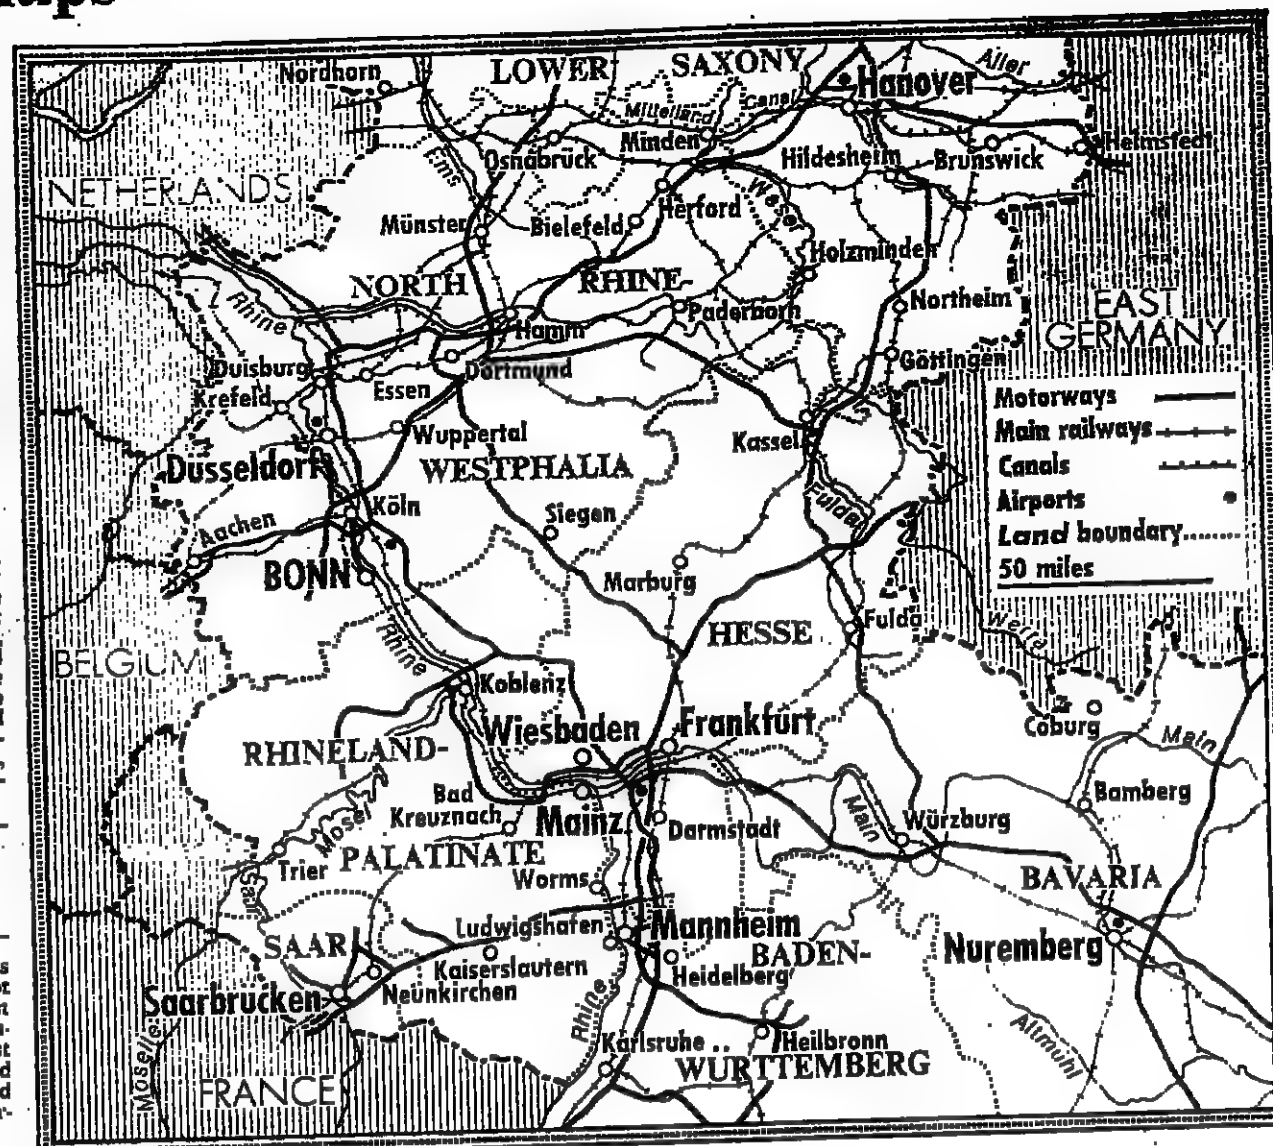 Nordhorn
LOWER SAXONY
Aller
Hanover
Mittelland Canal
Minden
Osnabrück
Ems
Hildesheim
Brunswick
Helmstedt
NETHERLANDS
Weser
Herford
Bielefeld
Münster
Holzminden
NORTH RHINE-
Rhine
Northeim
Paderborn
Hamm
EAST
GERMANY
Göttingen
Duisburg
Essen
Dortmund
Krefeld
Motorways
Main railways
Canals
Airports
Land boundary
50 miles
Wuppertal
Kassel
WESTPHALIA
Düsseldorf
Fulda
Köln
Siegen
Aachen
BONN
Marburg
Fulda
Werra
HESSE
Rhine
BELGIUM
Koblenz
Wiesbaden
Frankfurt
Coburg
Main
RHINELAND-
Bad
Kreuznach
Mainz
Main
Bamberg
Mosel
Darmstadt
Würzburg
Trier
PALATINATE
Saar
Worms
BAVARIA
Ludwigshafen
Mannheim
SAAR
BADEN-
Nuremberg
Kaiserslautern
Heidelberg
Neunkirchen
Saarbrucken
Rhine
Altmühl
Karlsruhe ..
Heilbronn
Moselle
FRANCE
WURTTEMBERG